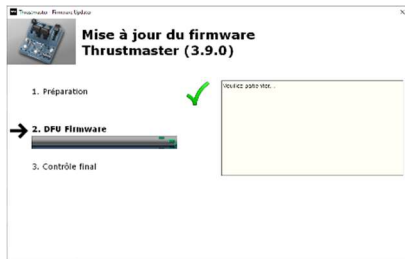 Thrustmaster - Firmware Updater
Mise à jour du firmware
Thrustmaster (3.9.0)
1. Préparation
Veuillez patienter...
2. DFU Firmware
3. Contrôle final